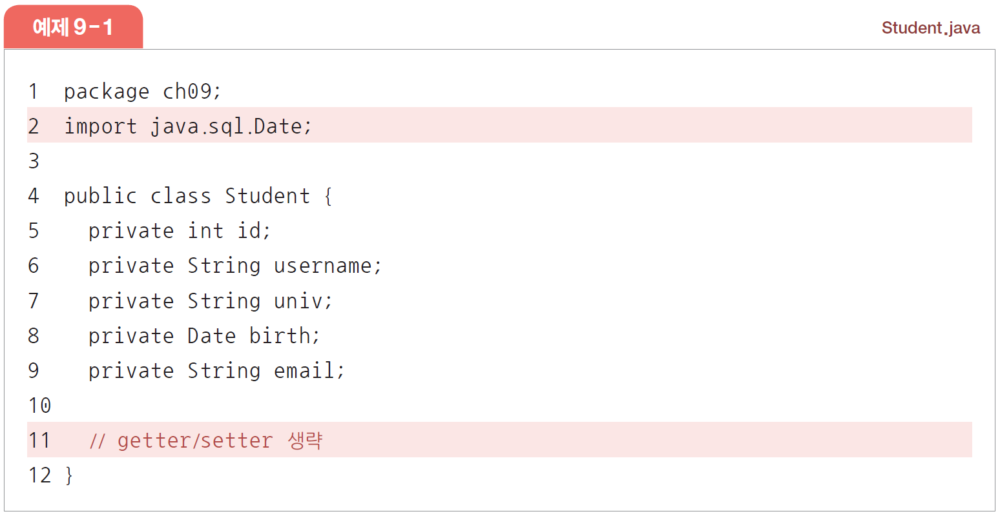 예제 9-1
Student.java
1 package ch09;
2 import java.sql.Date;
3
4 public class Student {
5   private int id;
6   private String username;
7   private String univ;
8   private Date birth;
9   private String email;
10
11   // getter/setter 생략
12 }